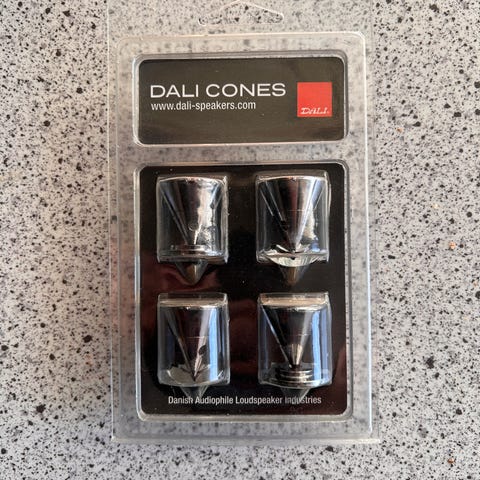 DALI CONES
www.dali-speakers.com
DALI
Danish Audiophile Loudspeaker Industries